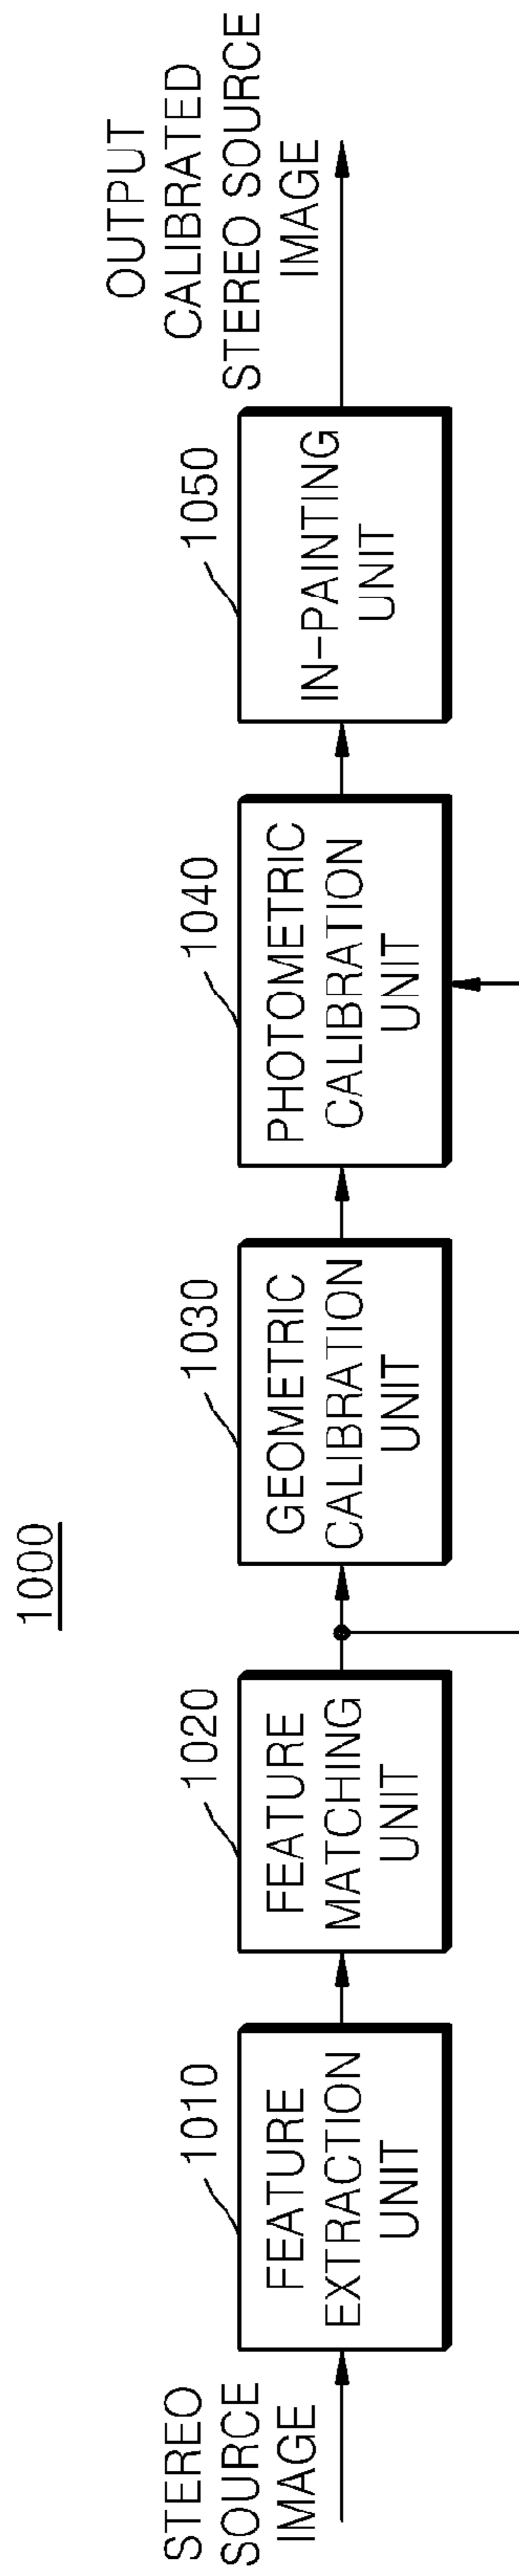 1000
STEREO
SOURCE
IMAGE
1010
FEATURE
EXTRACTION
UNIT
1020
FEATURE
MATCHING
UNIT
1030
GEOMETRIC
CALIBRATION
UNIT
1040
PHOTOMETRIC
CALIBRATION
UNIT
1050
IN-PAINTING
UNIT
OUTPUT
CALIBRATED
STEREO SOURCE
IMAGE